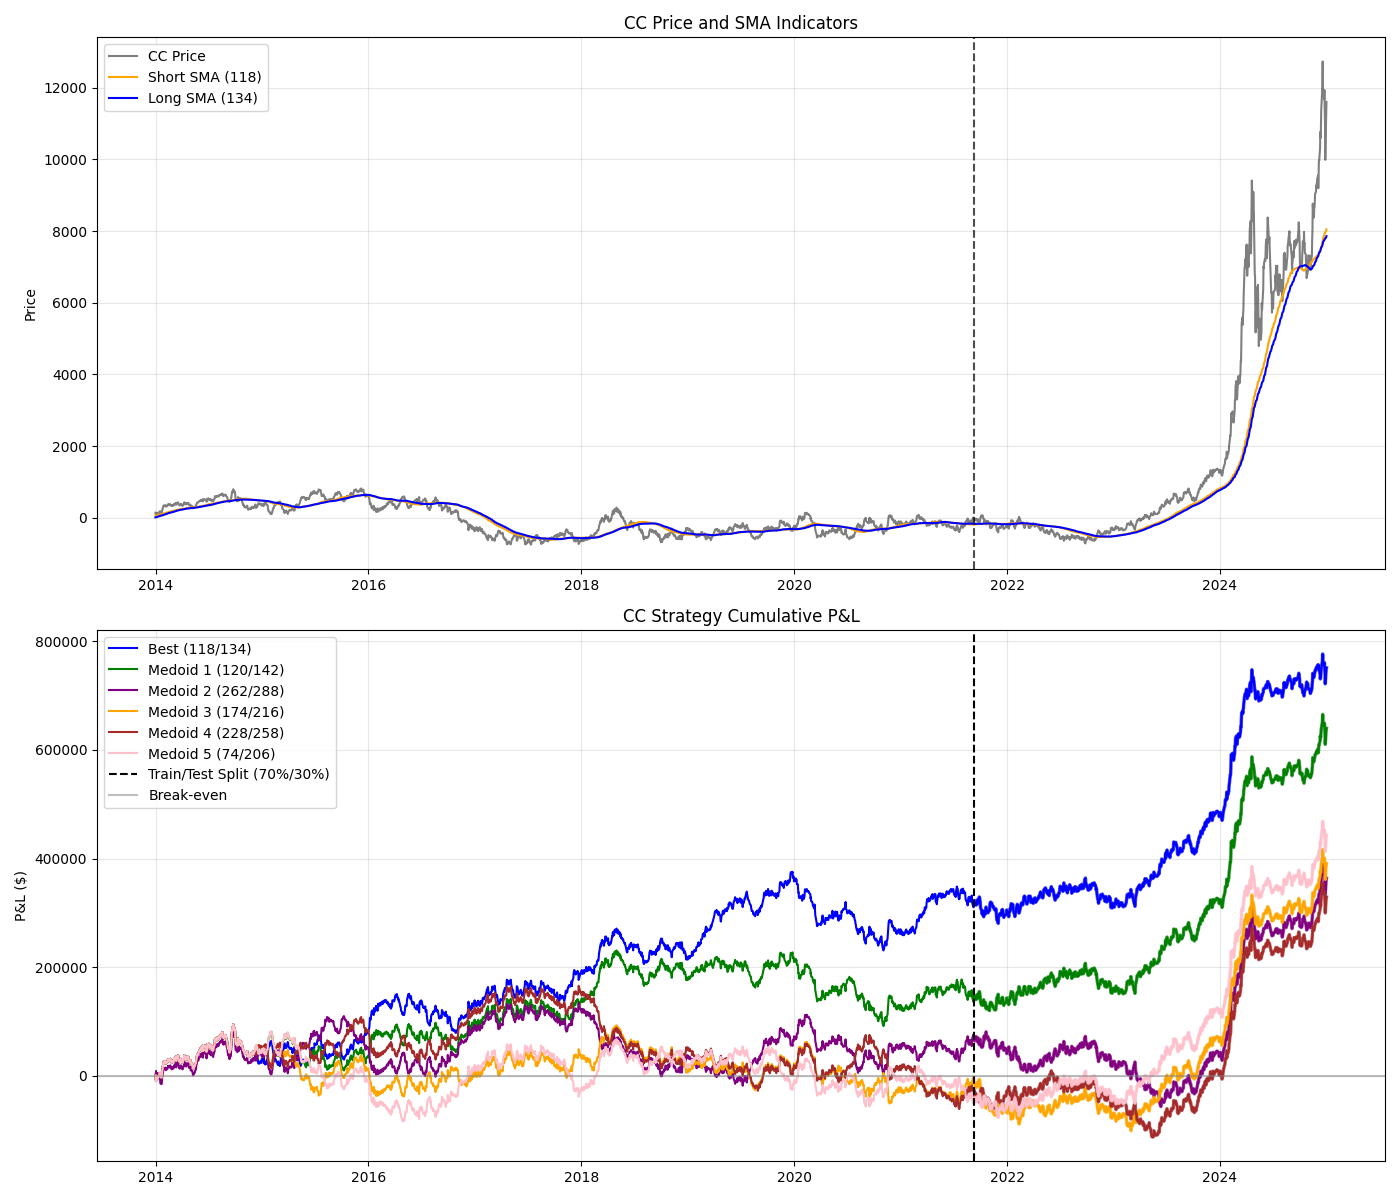 CC Price and SMA Indicators
CC Price
Short SMA (118)
Long SMA (134)
Price
12000
10000
8000
6000
4000
2000
0
2014 2016 2018 2020 2022 2024
CC Strategy Cumulative P&L
Best (118/134)
Medoid 1 (120/142)
Medoid 2 (262/288)
Medoid 3 (174/216)
Medoid 4 (228/258)
Medoid 5 (74/206)
Train/Test Split (70%/30%)
Break-even
P&L ($)
800000
600000
400000
200000
0
2014 2016 2018 2020 2022 2024